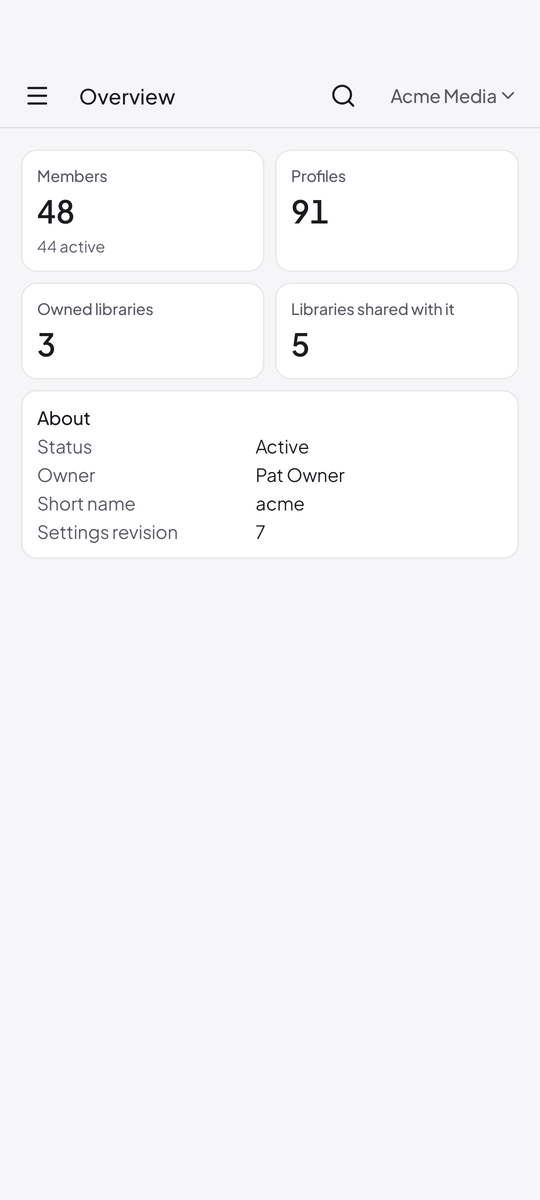 Overview
Acme Media
Members
48
44 active
Profiles
91
Owned libraries
3
Libraries shared with it
5
About
Status Active
Owner Pat Owner
Short name acme
Settings revision 7